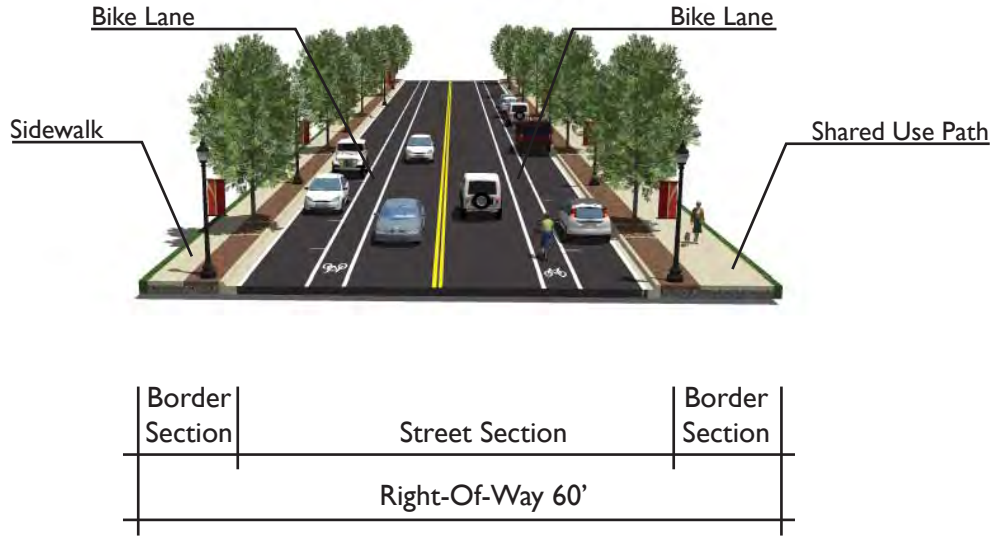 Bike Lane
Bike Lane
Sidewalk
Shared Use Path
Border
Section
Street Section
Border
Section
Right-Of-Way 60’